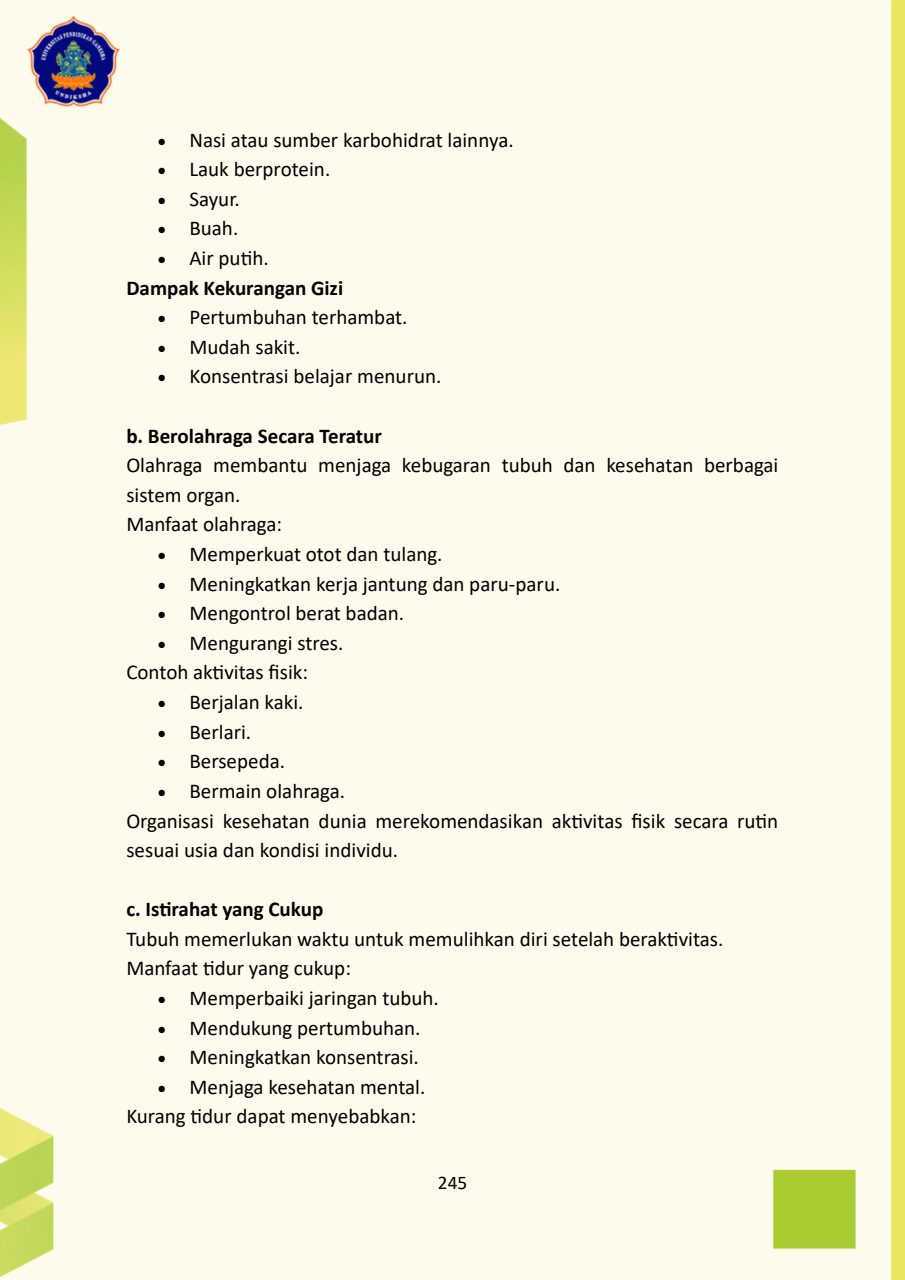 UNIVERSITAS PENDIDIKAN GANESHA
UNDIKSHA
• Nasi atau sumber karbohidrat lainnya.
• Lauk berprotein.
• Sayur.
• Buah.
• Air putih.
Dampak Kekurangan Gizi
• Pertumbuhan terhambat.
• Mudah sakit.
• Konsentrasi belajar menurun.
b. Berolahraga Secara Teratur
Olahraga membantu menjaga kebugaran tubuh dan kesehatan berbagai
sistem organ.
Manfaat olahraga:
• Memperkuat otot dan tulang.
• Meningkatkan kerja jantung dan paru-paru.
• Mengontrol berat badan.
• Mengurangi stres.
Contoh aktivitas fisik:
• Berjalan kaki.
• Berlari.
• Bersepeda.
• Bermain olahraga.
Organisasi kesehatan dunia merekomendasikan aktivitas fisik secara rutin
sesuai usia dan kondisi individu.
c. Istirahat yang Cukup
Tubuh memerlukan waktu untuk memulihkan diri setelah beraktivitas.
Manfaat tidur yang cukup:
• Memperbaiki jaringan tubuh.
• Mendukung pertumbuhan.
• Meningkatkan konsentrasi.
• Menjaga kesehatan mental.
Kurang tidur dapat menyebabkan:
245